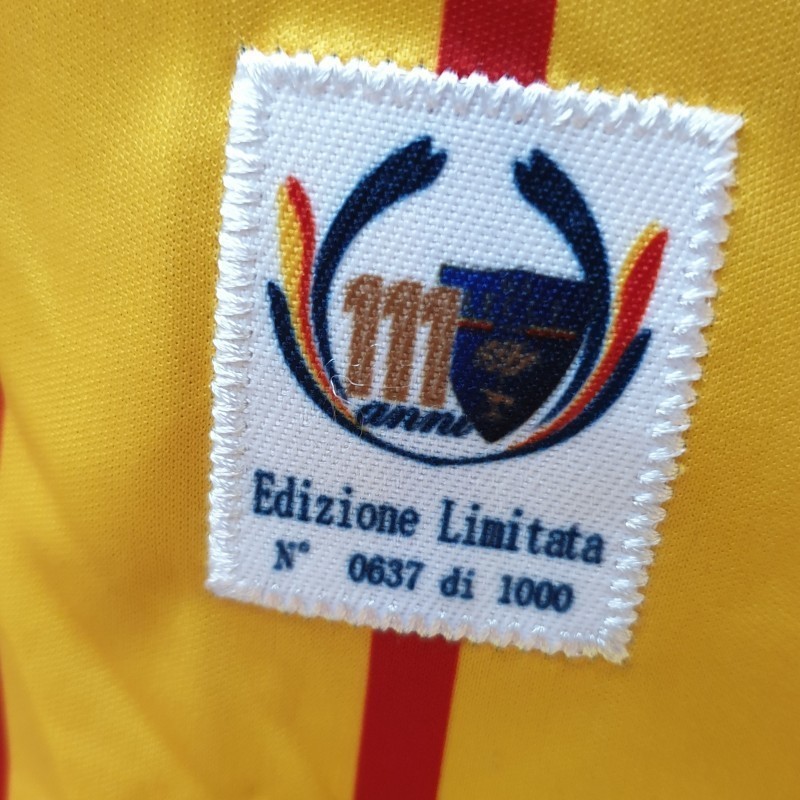 111
anni
Edizione Limitata
N° 0637 di 1000